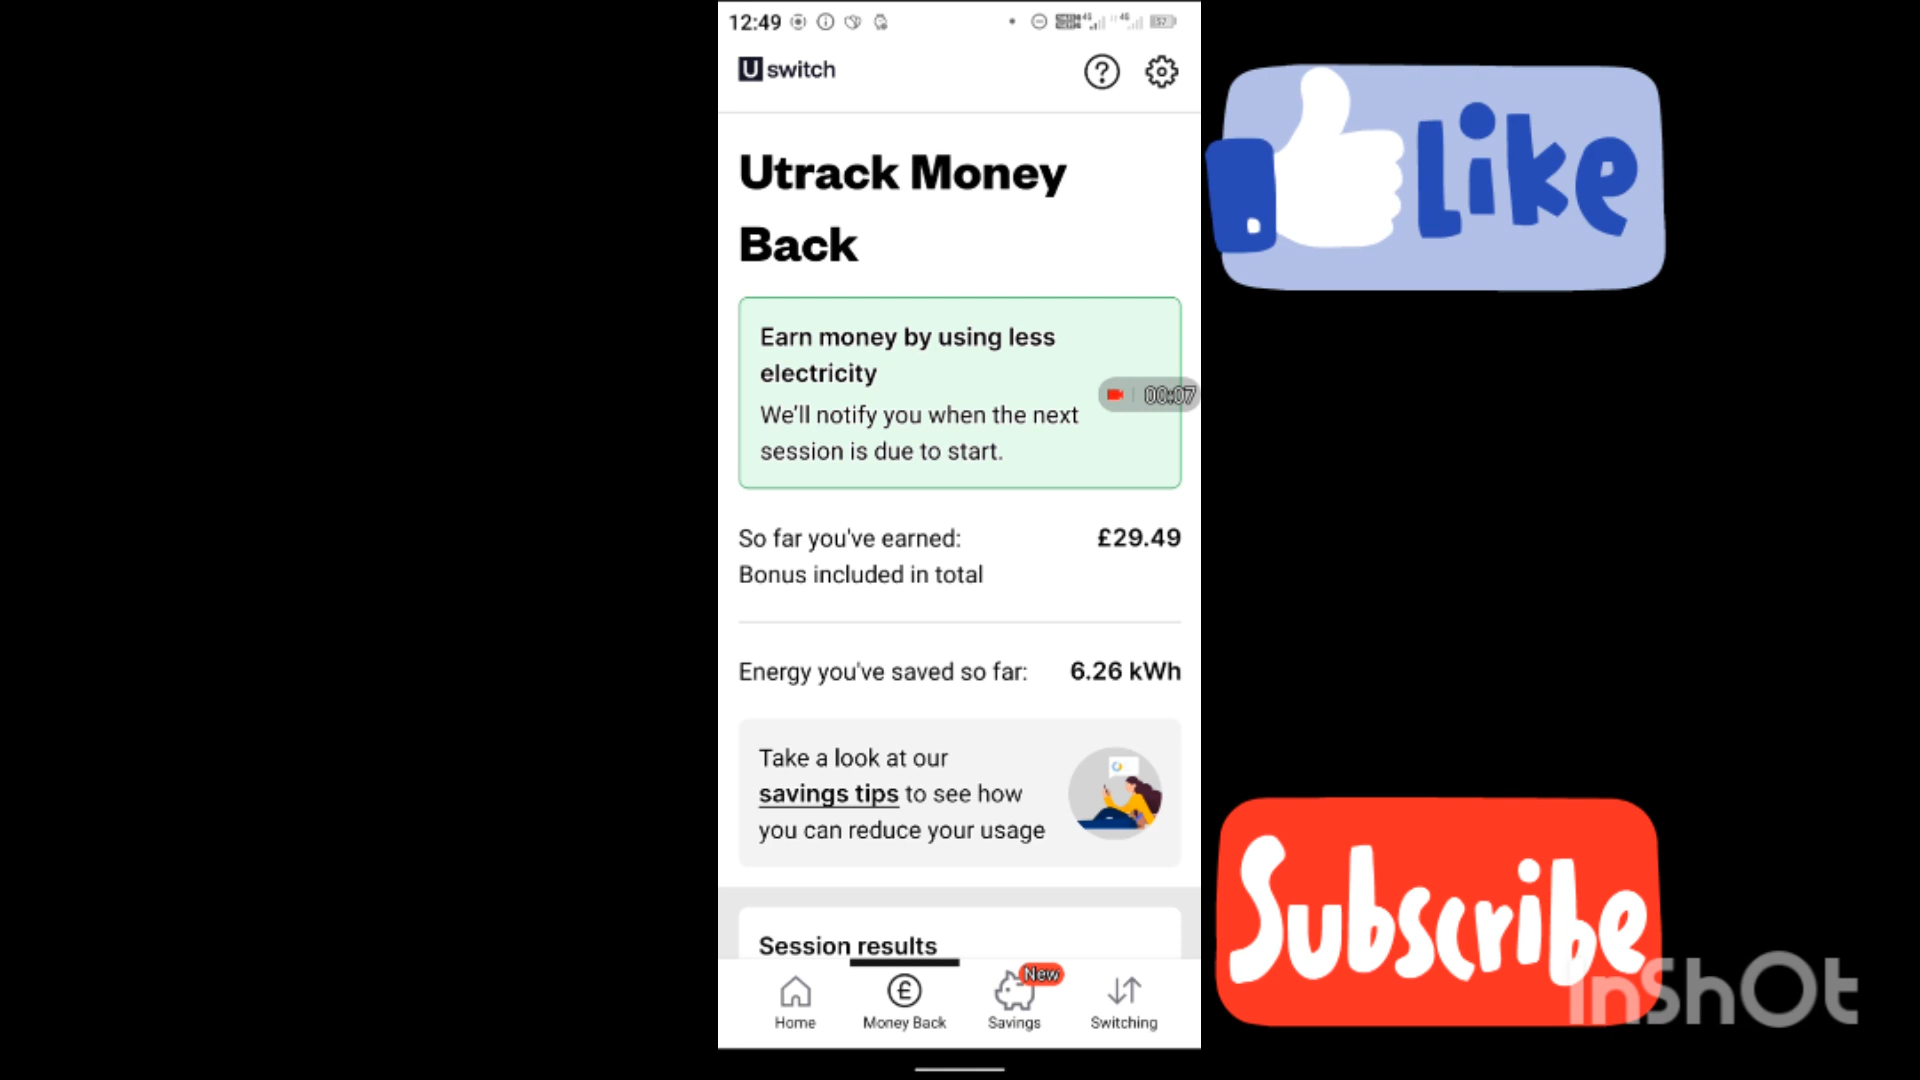 12:49
57
U switch
Utrack Money
Back
Earn money by using less
electricity
We'll notify you when the next
session is due to start.
00:07
So far you've earned: £29.49
Bonus included in total
Energy you've saved so far: 6.26 kWh
Take a look at our
savings tips to see how
you can reduce your usage
Session results
New
Home Money Back Savings Switching
Like
Subscribe
InShOt